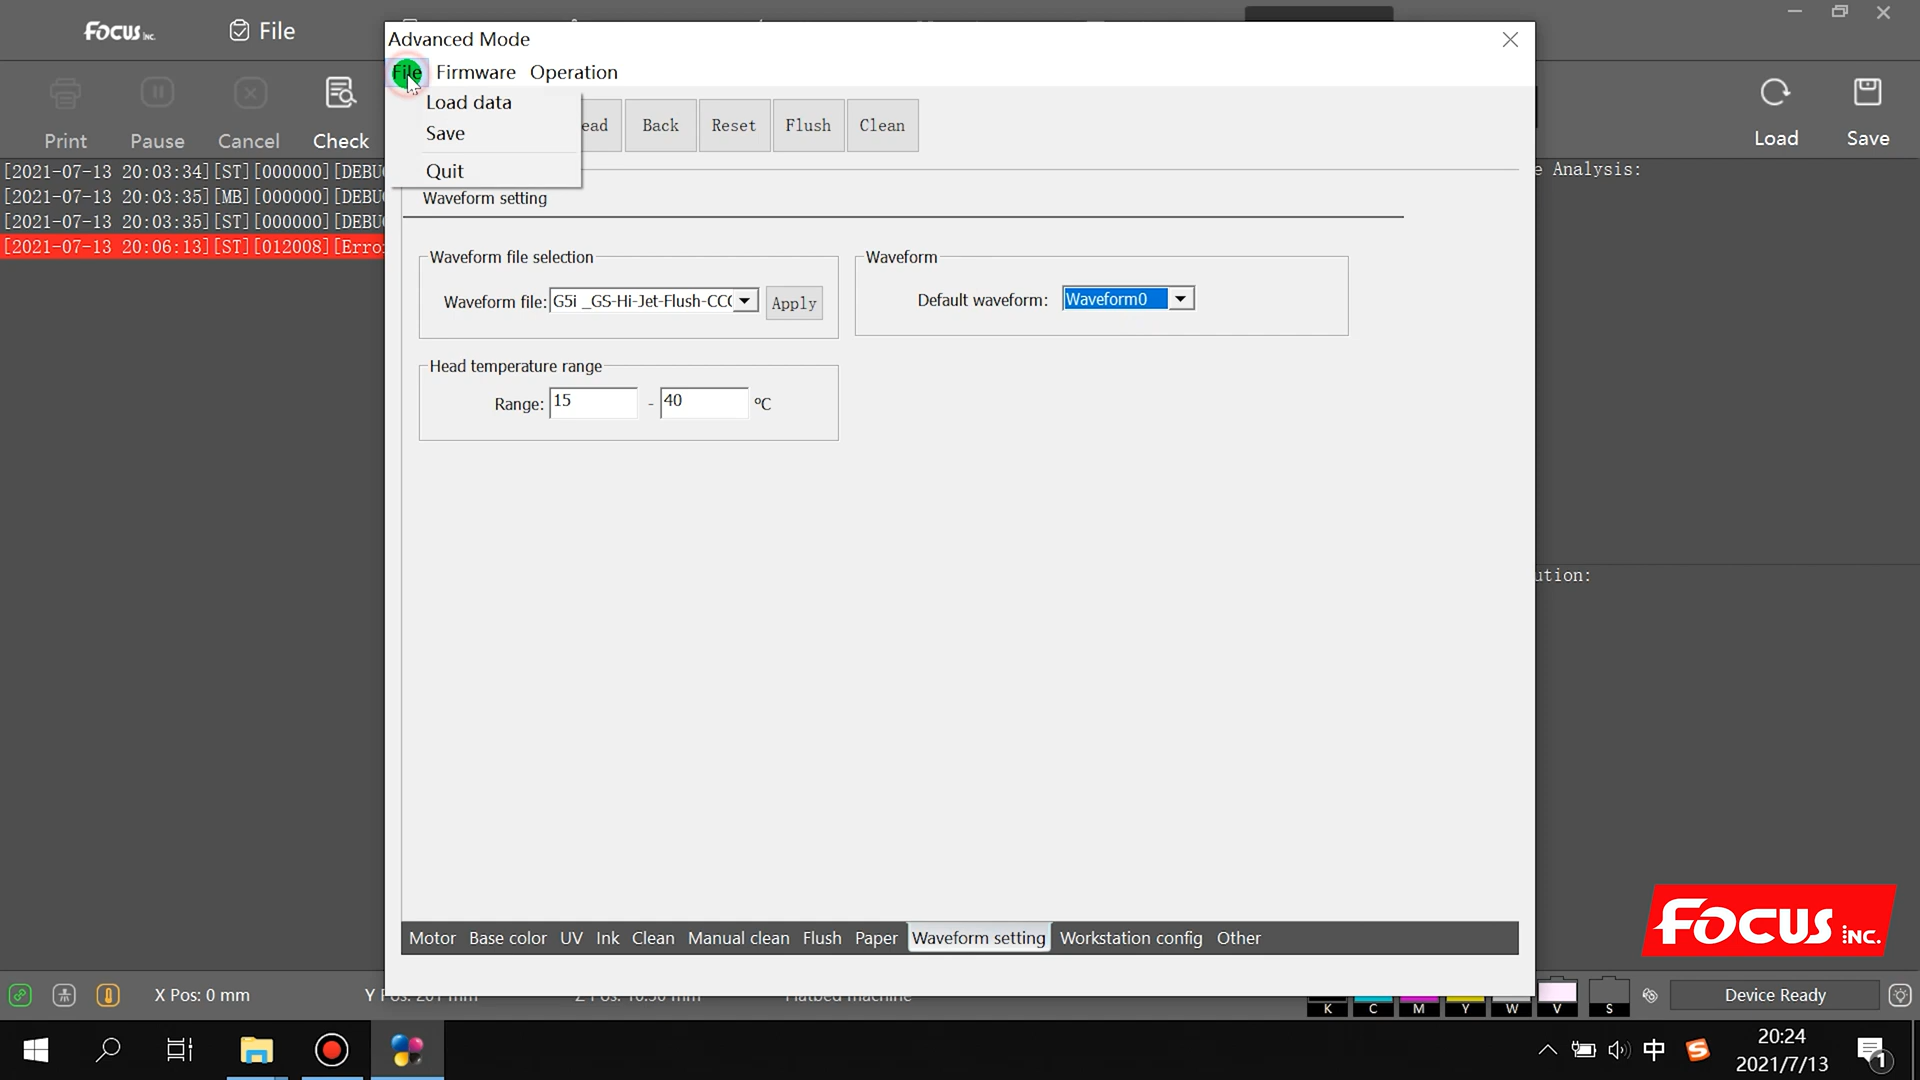 Focus INC.
File
Advanced Mode
File Firmware Operation
Load data
Save
Quit
ead Back Reset Flush Clean
Print Pause Cancel Check
Load Save
[2021-07-13 20:03:34][ST][000000][DEBUG
[2021-07-13 20:03:35][MB][000000][DEBUG
[2021-07-13 20:03:35][ST][000000][DEBUG
[2021-07-13 20:06:13][ST][012008][Erro
e Analysis:
Waveform setting
Waveform file selection
Waveform file: G5i _GS-Hi-Jet-Flush-CC Apply
Waveform
Default waveform: Waveform0
Head temperature range
Range: 15 - 40 ℃
ution:
Motor Base color UV Ink Clean Manual clean Flush Paper Waveform setting Workstation config Other
Focus INC.
X Pos: 0 mm
K C M Y W V S
Device Ready
中
20:24
2021/7/13
1